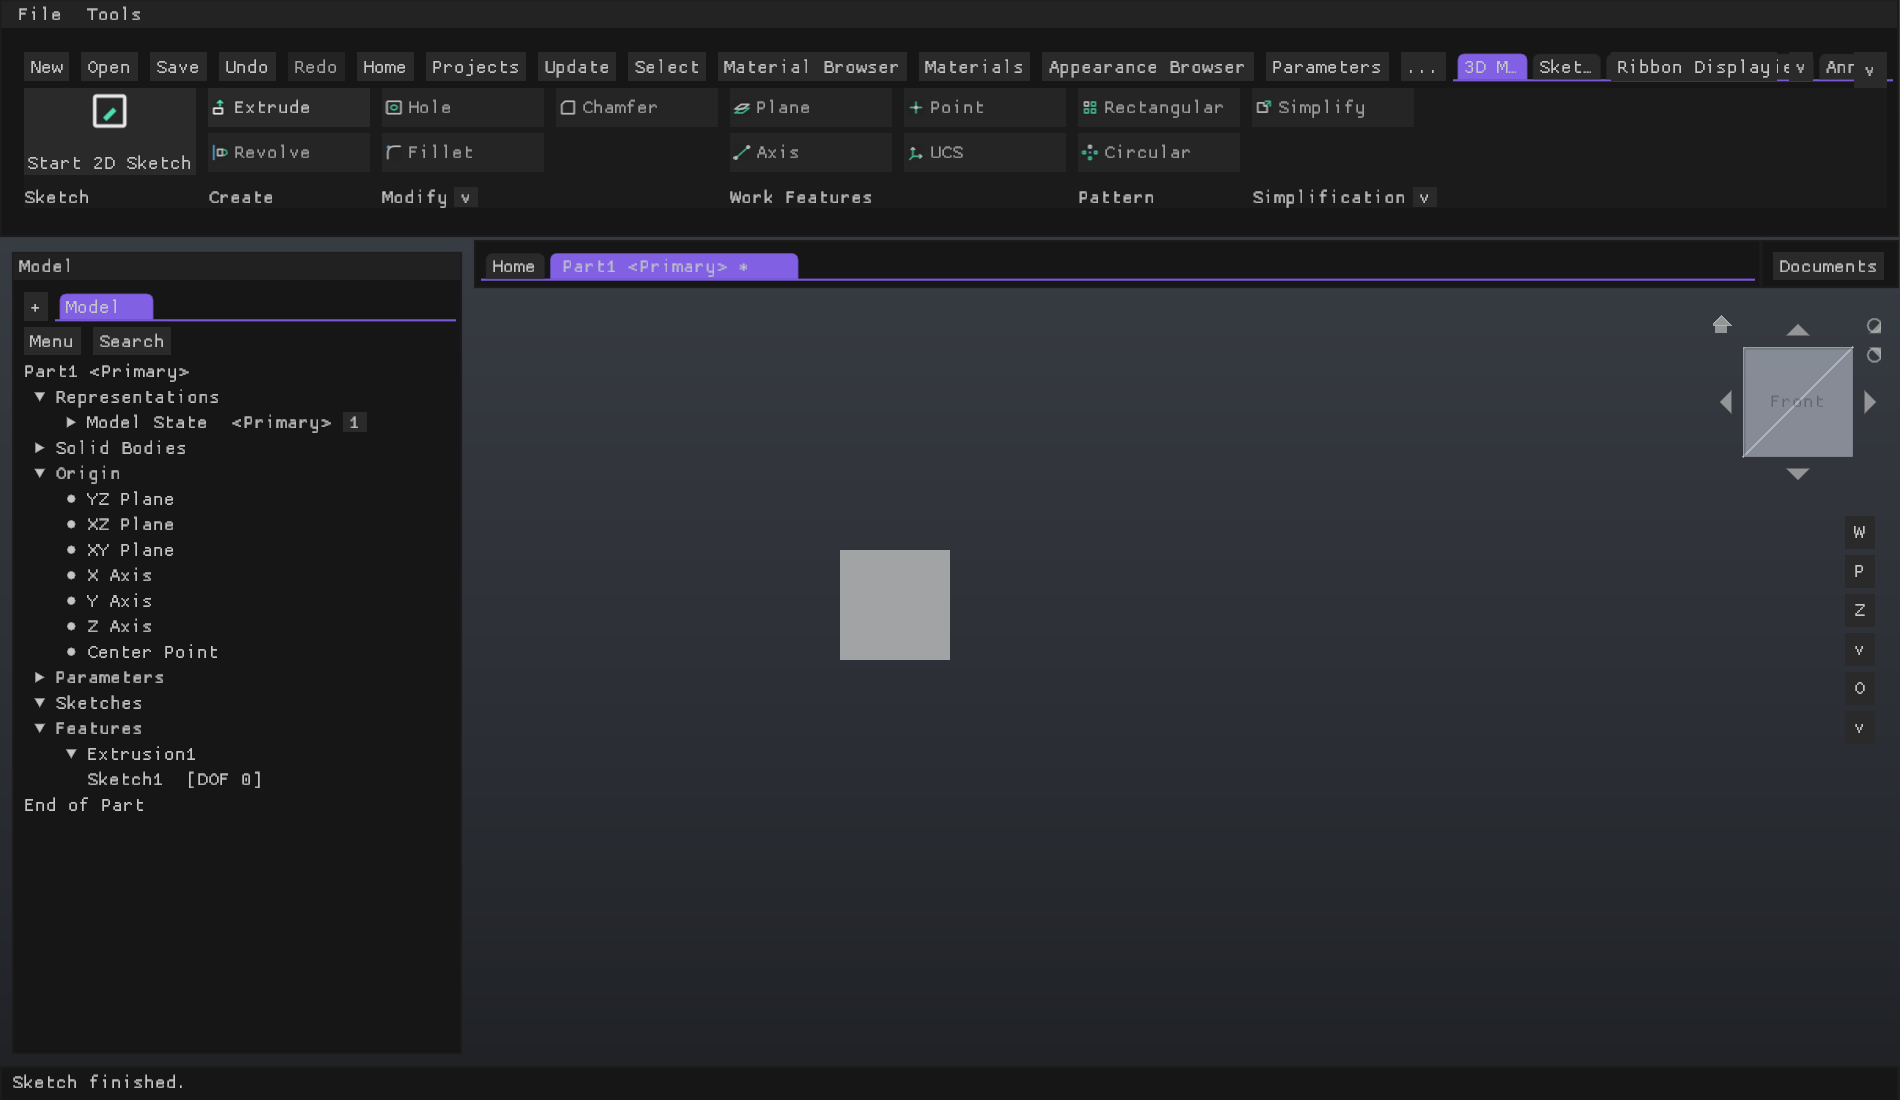 File Tools
New Open Save Undo Redo Home Projects Update Select Material Browser Materials Appearance Browser Parameters ... 3D M… Sket… Ribbon Display v v
Extrude Hole Chamfer Plane Point Rectangular Simplify
Start 2D Sketch Revolve Fillet Axis UCS Circular
Sketch Create Modify v Work Features Pattern Simplification v
Model
Home Part1 <Primary> * Documents
+ Model
Menu Search
Part1 <Primary>
Representations
Model State <Primary> 1
Solid Bodies
Origin
YZ Plane
XZ Plane
XY Plane
X Axis
Y Axis
Z Axis
Center Point
Parameters
Sketches
Features
Extrusion1
Sketch1 [DOF 0]
End of Part
Front
W
P
Z
v
O
v
Sketch finished.